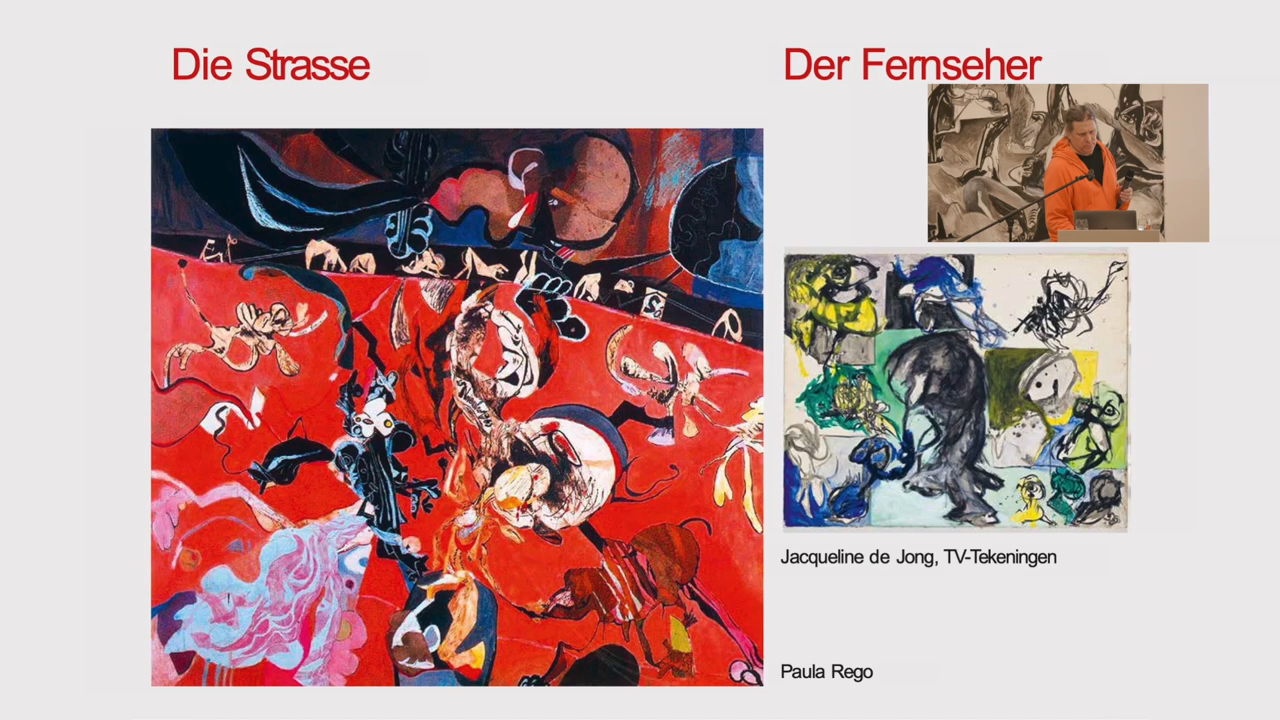 Die Strasse
Der Fernseher
Jacqueline de Jong, TV-Tekeningen
Paula Rego